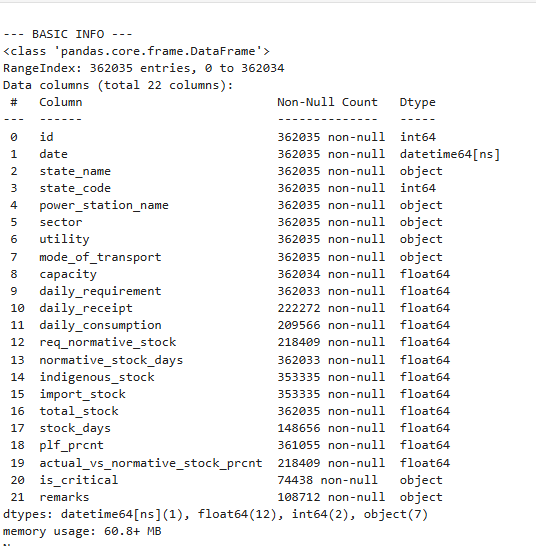 --- BASIC INFO ---
<class 'pandas.core.frame.DataFrame'>
RangeIndex: 362035 entries, 0 to 362034
Data columns (total 22 columns):
 #   Column                           Non-Null Count   Dtype
---  ------                           --------------   -----
 0   id                               362035 non-null  int64
 1   date                             362035 non-null  datetime64[ns]
 2   state_name                       362035 non-null  object
 3   state_code                       362035 non-null  int64
 4   power_station_name               362035 non-null  object
 5   sector                           362035 non-null  object
 6   utility                          362035 non-null  object
 7   mode_of_transport                362035 non-null  object
 8   capacity                         362034 non-null  float64
 9   daily_requirement                362033 non-null  float64
 10  daily_receipt                    222272 non-null  float64
 11  daily_consumption                209566 non-null  float64
 12  req_normative_stock              218409 non-null  float64
 13  normative_stock_days             362033 non-null  float64
 14  indigenous_stock                 353335 non-null  float64
 15  import_stock                     353335 non-null  float64
 16  total_stock                      362035 non-null  float64
 17  stock_days                       148656 non-null  float64
 18  plf_prcnt                        361055 non-null  float64
 19  actual_vs_normative_stock_prcnt  218409 non-null  float64
 20  is_critical                      74438 non-null   object
 21  remarks                          108712 non-null  object
dtypes: datetime64[ns](1), float64(12), int64(2), object(7)
memory usage: 60.8+ MB